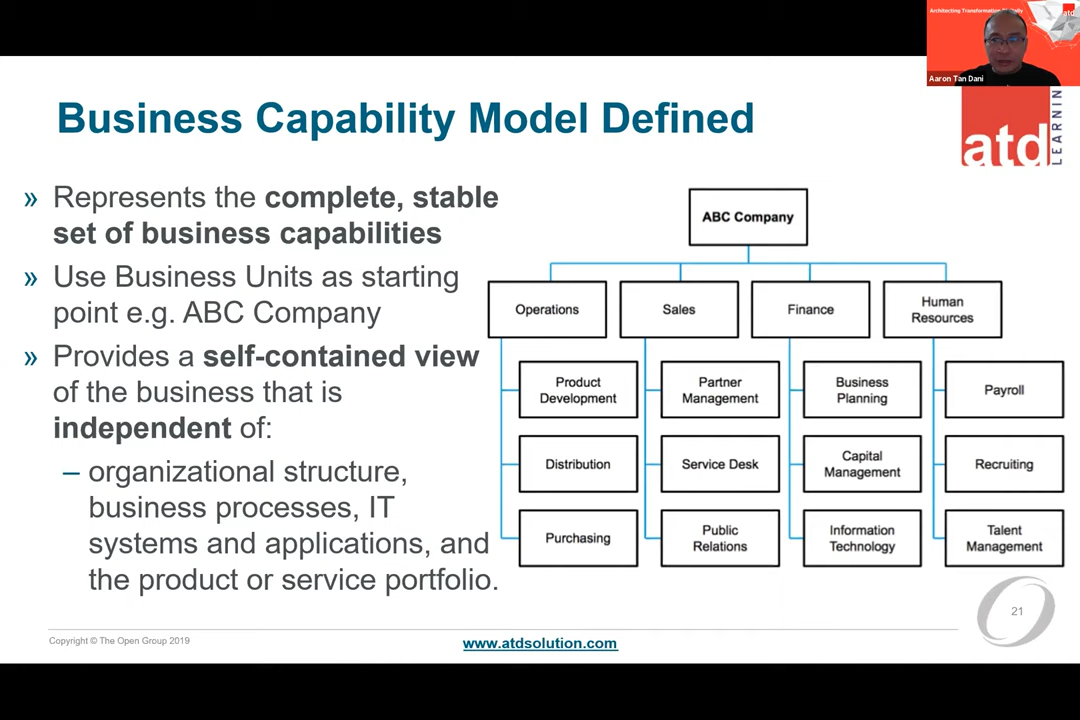 Architecting Transformation Digitally
atd
Aaron Tan Dani
Business Capability Model Defined
atd
LEARNIN
» Represents the complete, stable
set of business capabilities
» Use Business Units as starting
point e.g. ABC Company
» Provides a self-contained view
of the business that is
independent of:
– organizational structure,
business processes, IT
systems and applications, and
the product or service portfolio.
ABC Company
Operations
Sales
Finance
Human
Resources
Product
Development
Partner
Management
Business
Planning
Payroll
Distribution
Service Desk
Capital
Management
Recruiting
Purchasing
Public
Relations
Information
Technology
Talent
Management
21
Copyright © The Open Group 2019
www.atdsolution.com